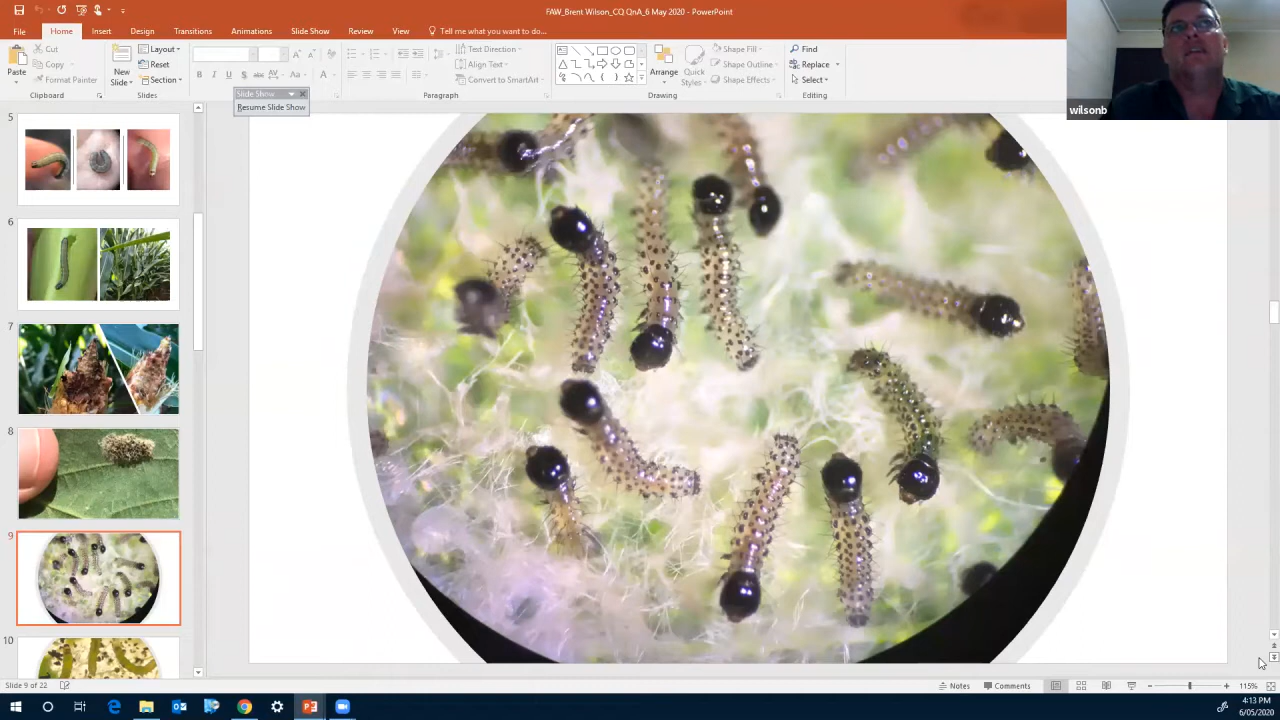 FAW_Brent Wilson_CQ QnA_6 May 2020 - PowerPoint
File Home Insert Design Transitions Animations Slide Show Review View Tell me what you want to do...
Paste
Cut
Copy
Format Painter
Clipboard
New
Slide
Layout
Reset
Section
Slides
B I U S abc AV Aa A
Text Direction
Align Text
Convert to SmartArt
Paragraph
Arrange
Quick
Styles
Shape Fill
Shape Outline
Shape Effects
Drawing
Find
Replace
Select
Editing
Slide Show
Resume Slide Show
wilsonb
5
6
7
8
9
10
Slide 9 of 22
Notes
Comments
115%
4:13 PM
6/05/2020